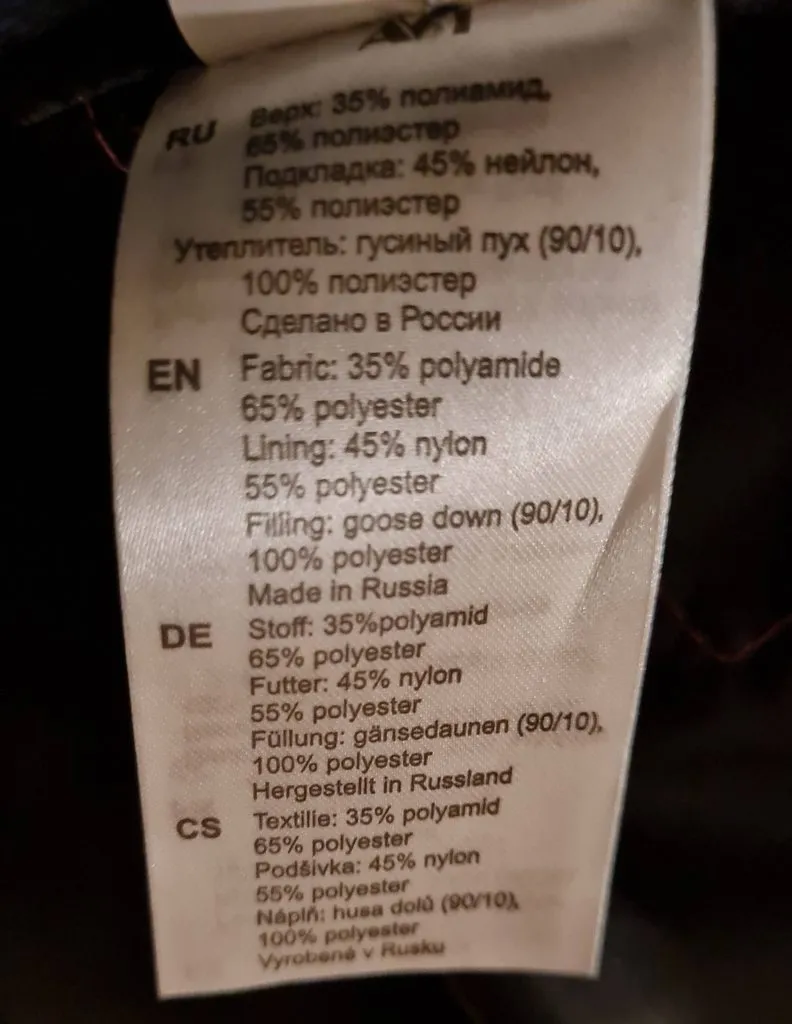 RU Верх: 35% полиамид,
65% полиэстер
Подкладка: 45% нейлон,
55% полиэстер
Утеплитель: гусиный пух (90/10),
100% полиэстер
Сделано в России
EN Fabric: 35% polyamide
65% polyester
Lining: 45% nylon
55% polyester
Filling: goose down (90/10),
100% polyester
Made in Russia
DE Stoff: 35%polyamid
65% polyester
Futter: 45% nylon
55% polyester
Füllung: gänsedaunen (90/10),
100% polyester
Hergestellt in Russland
CS Textilie: 35% polyamid
65% polyester
Podšívka: 45% nylon
55% polyester
Náplň: husa dolů (90/10),
100% polyester
Vyrobené v Rusku